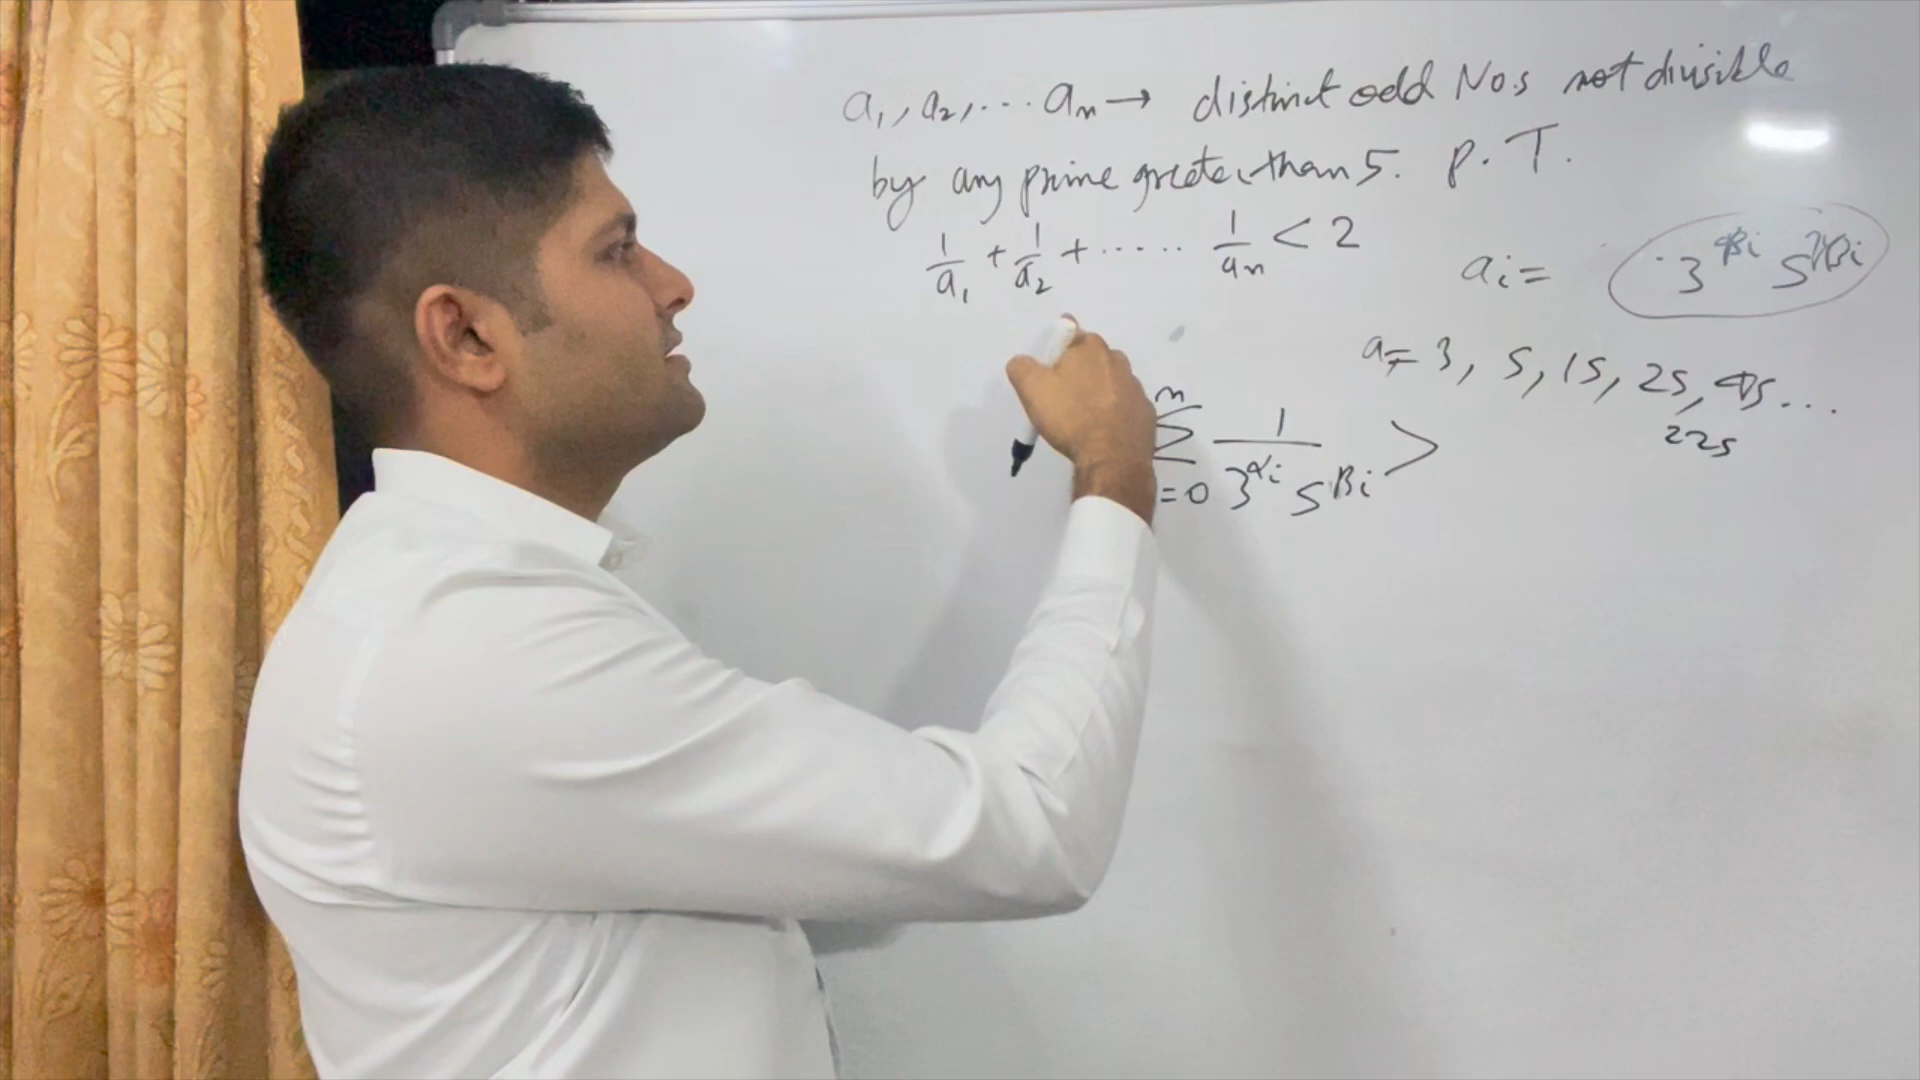 a₁, a₂, ... aₙ → distinct odd Nos not divisible
by any prime greater than 5. P.T.
1/a₁ + 1/a₂ + ...... 1/aₙ < 2
aᵢ = 3^βi 5^βi
a = 3, 5, 15, 25, 45 ...
225
n
Σ 1/(3^αi 5^βi) >
=0